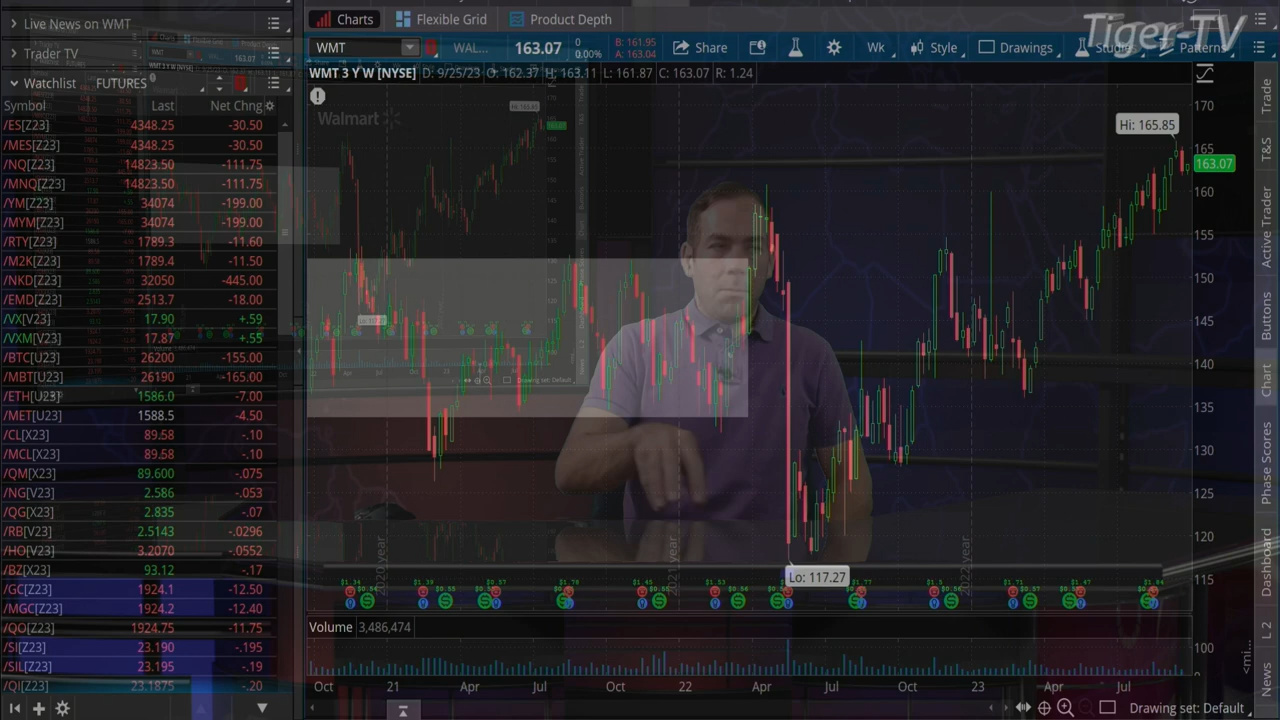 Live News on WMT
Tiger TV
Watchlist FUTURES
Symbol Last Net Chng
/ES[Z23] 4348.25 -30.50
/MES[Z23] 4348.25 -30.50
/NQ[Z23] 14823.50 -111.75
/MNQ[Z23] 14823.50 -111.75
/YM[Z23] 34074 -199.00
/MYM[Z23] 34074 -199.00
/RTY[Z23] 1789.3 -11.60
/M2K[Z23] 1789.4 -11.50
/NKD[Z23] 32050 -445.00
/EMD[Z23] 2513.7 -18.00
/VX[V23] 17.90 +.59
/VXM[V23] 17.87 +.55
/BTC[U23] 26200 -155.00
/MBT[U23] 26190 -165.00
/ETH[U23] 1586.0 -7.00
/MET[U23] 1588.5 -4.50
/CL[X23] 89.58 -.10
/MCL[X23] 89.58 -.10
/QM[X23] 89.600 -.075
/NG[V23] 2.586 -.053
/QG[X23] 2.835 -.07
/RB[V23] 2.5143 -.0296
/HO[V23] 3.2070 -.0552
/BZ[X23] 93.12 -.17
/GC[Z23] 1924.1 -12.50
/MGC[Z23] 1924.2 -12.40
/QO[Z23] 1924.75 -11.75
/SI[Z23] 23.190 -.195
/SIL[Z23] 23.195 -.19
/QI[Z23] 23.1875 -.20
Charts Flexible Grid Product Depth
Tiger-TV
WMT WAL... 163.07 0 0.00% B: 161.95 A: 163.04 Share Wk Style Drawings Studies Patterns
WMT 3 Y W [NYSE] D: 9/25/23 O: 162.37 H: 163.11 L: 161.87 C: 163.07 R: 1.24
Walmart
Hi: 165.85
163.07
Lo: 117.27
170
165
160
155
150
145
140
135
130
125
120
115
2020 year
2021 year
2022 year
Volume 3,486,474
100
Oct 21 Apr Jul Oct 22 Apr Jul Oct 23 Apr Jul
Drawing set: Default
Trade
T&S
Active Trader
Buttons
Chart
Phase Scores
L 2
News